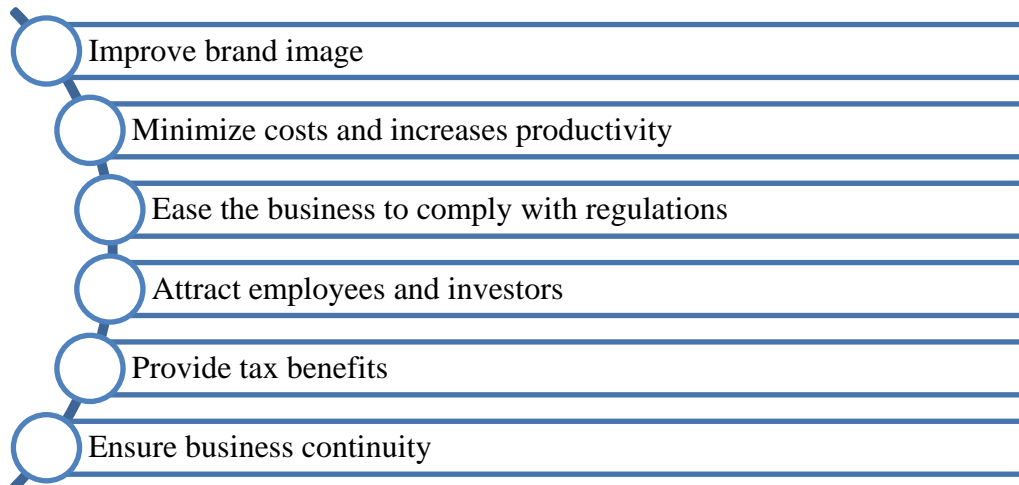 Improve brand image
Minimize costs and increases productivity
Ease the business to comply with regulations
Attract employees and investors
Provide tax benefits
Ensure business continuity